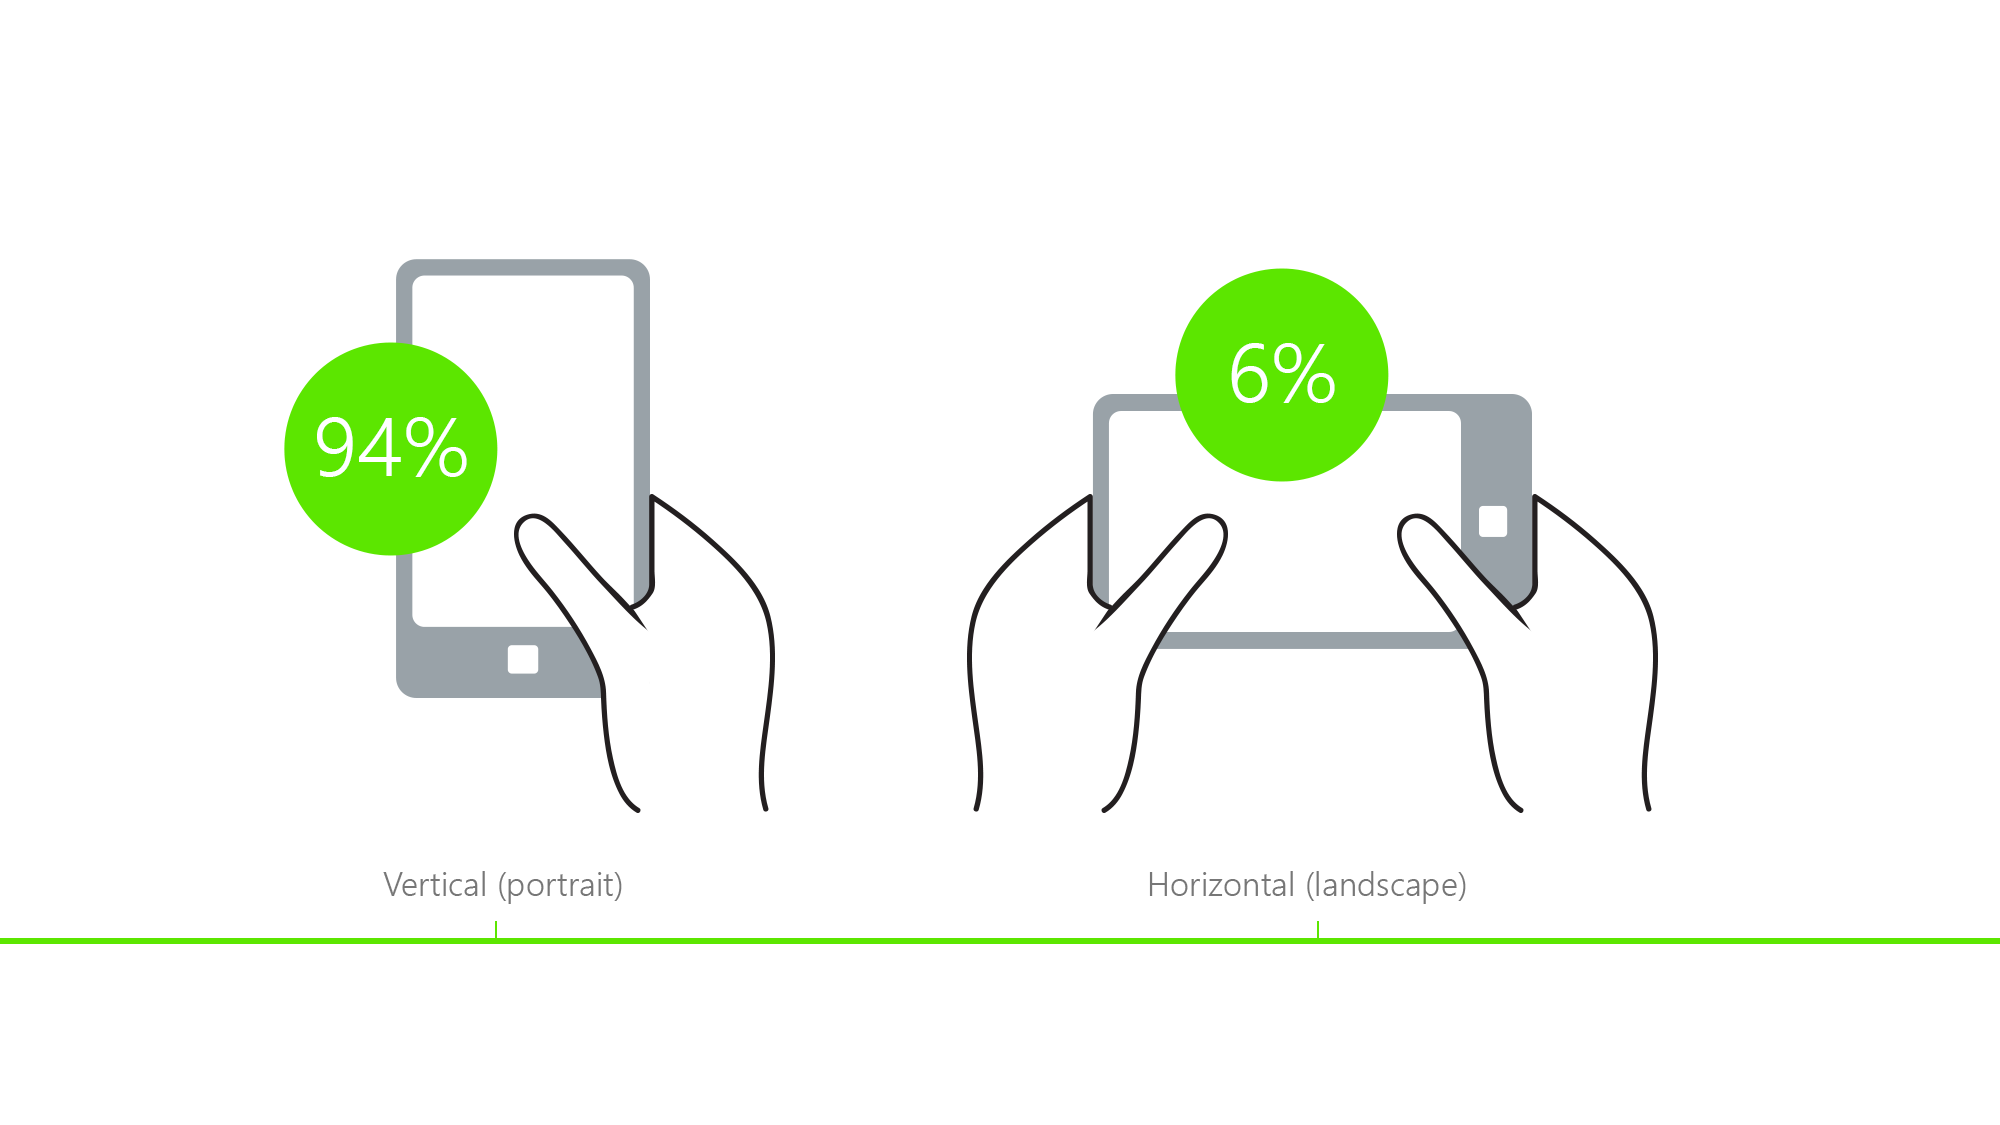 94%
6%
Vertical (portrait)
Horizontal (landscape)